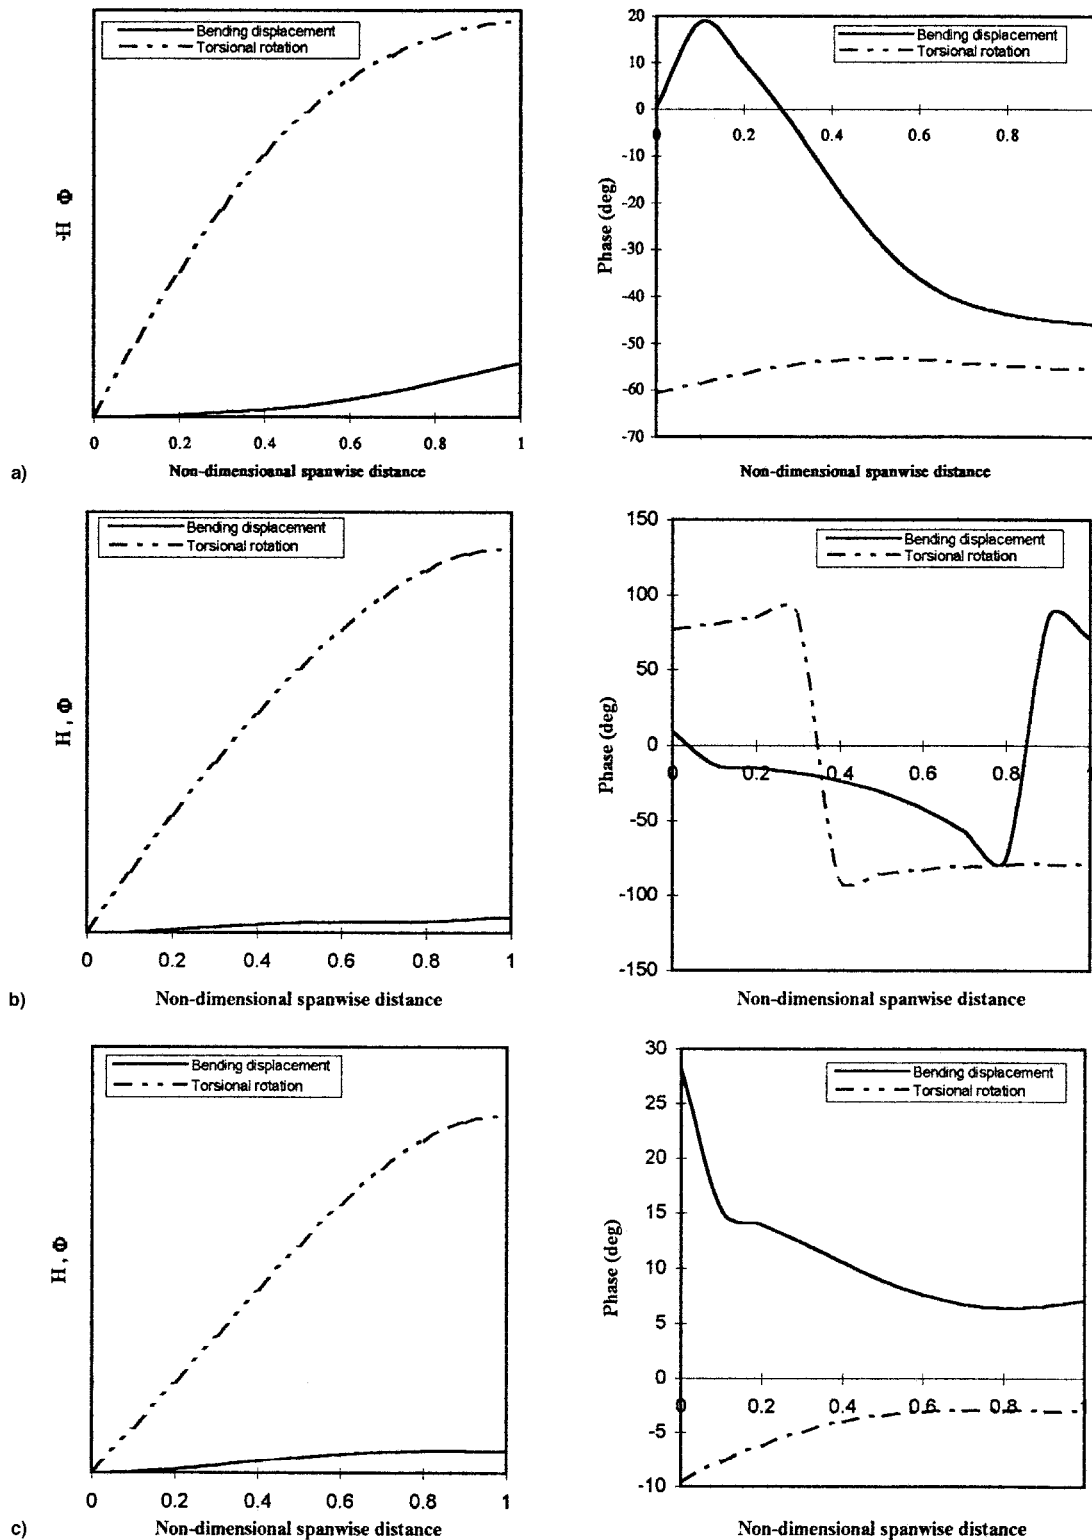 Bending displacement
Torsional rotation
-H Φ
0 0.2 0.4 0.6 0.8 1
Non-dimensioanal spanwise distance
a)
Bending displacement
Torsional rotation
20
10
0
-10
-20
-30
-40
-50
-60
-70
0 0.2 0.4 0.6 0.8
Phase (deg)
Non-dimensional spanwise distance
Bending displacement
Torsional rotation
H , Φ
0 0.2 0.4 0.6 0.8 1
Non-dimensional spanwise distance
b)
Bending displacement
Torsional rotation
150
100
50
0
-50
-100
-150
0 0.2 0.4 0.6 0.8 1
Phase (deg)
Non-dimensional spanwise distance
Bending displacement
Torsional rotation
H , Φ
0 0.2 0.4 0.6 0.8 1
Non-dimensional spanwise distance
c)
Bending displacement
Torsional rotation
30
25
20
15
10
5
0
-5
-10
0 0.2 0.4 0.6 0.8 1
Phase (deg)
Non-dimensional spanwise distance